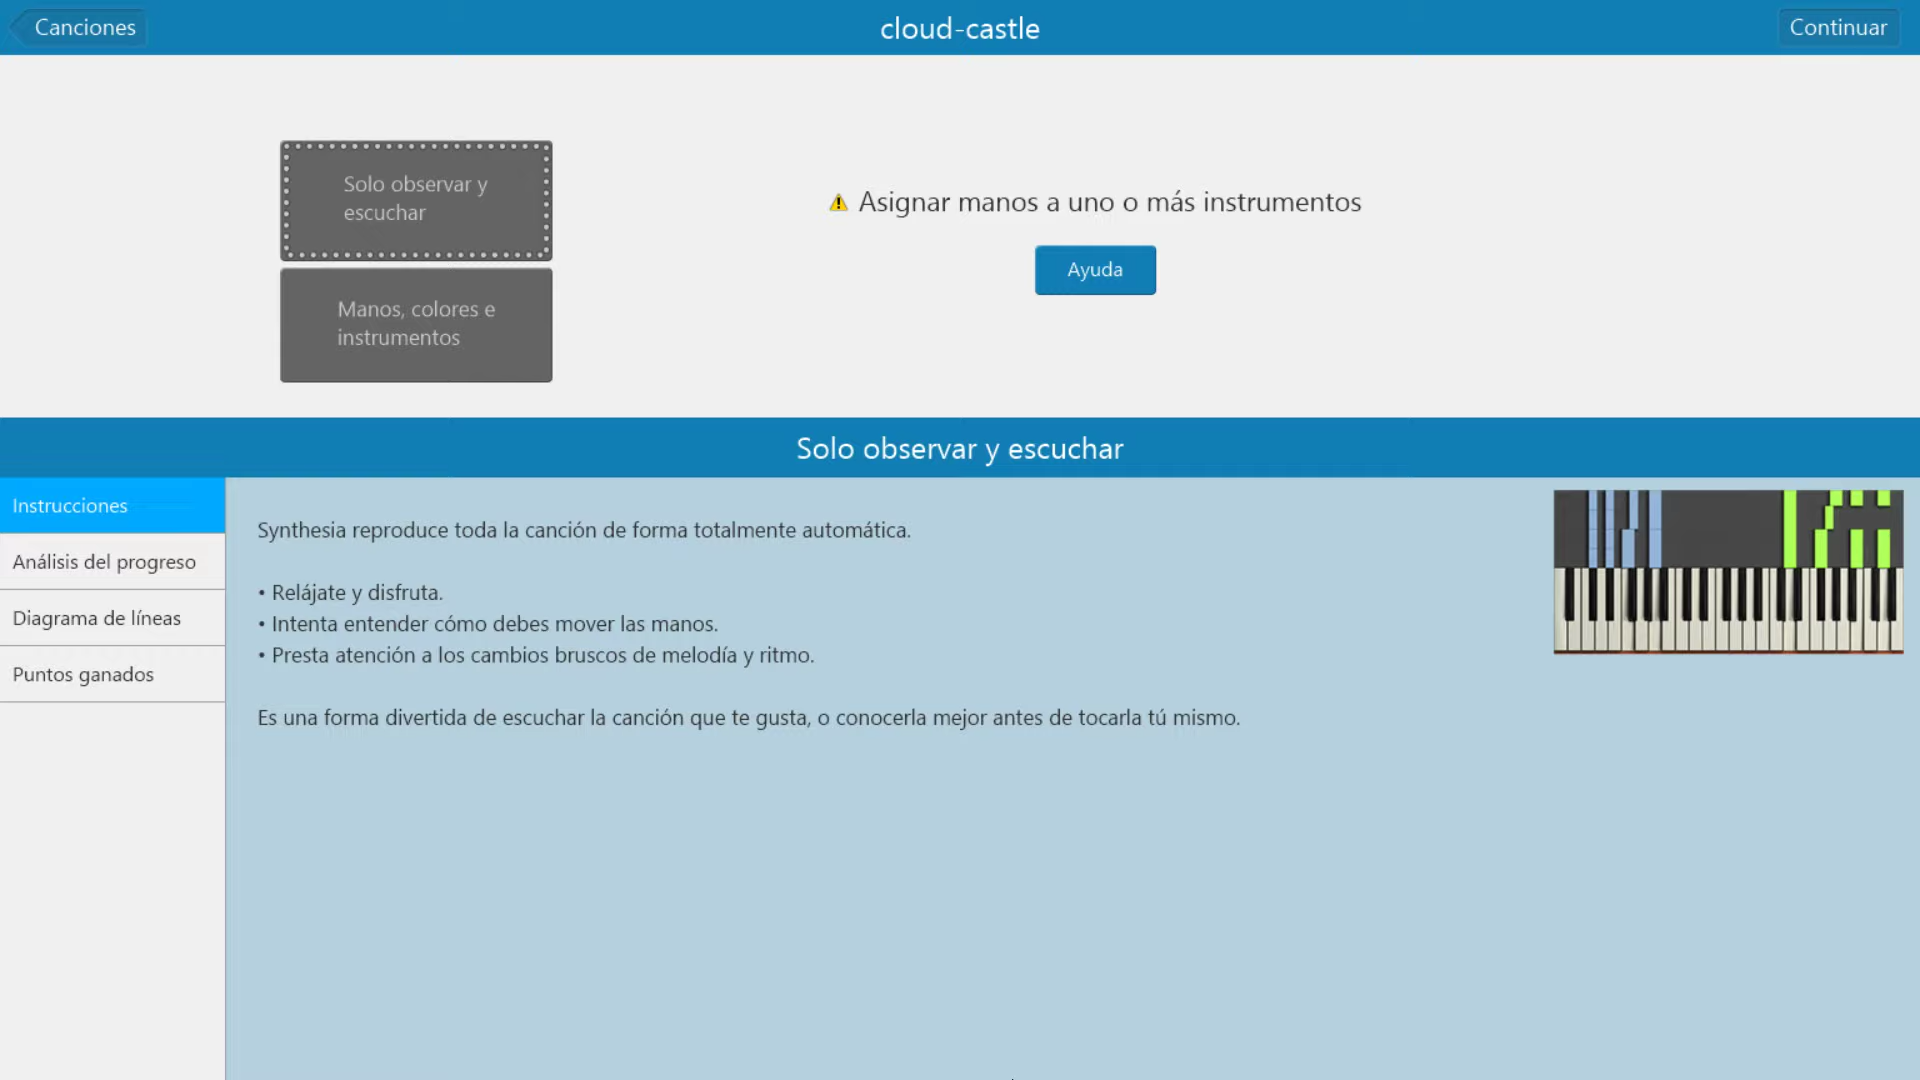 Canciones
cloud-castle
Continuar
Solo observar y
escuchar
Manos, colores e
instrumentos
Asignar manos a uno o más instrumentos
Ayuda
Solo observar y escuchar
Instrucciones
Análisis del progreso
Diagrama de líneas
Puntos ganados
Synthesia reproduce toda la canción de forma totalmente automática.
• Relájate y disfruta.
• Intenta entender cómo debes mover las manos.
• Presta atención a los cambios bruscos de melodía y ritmo.
Es una forma divertida de escuchar la canción que te gusta, o conocerla mejor antes de tocarla tú mismo.